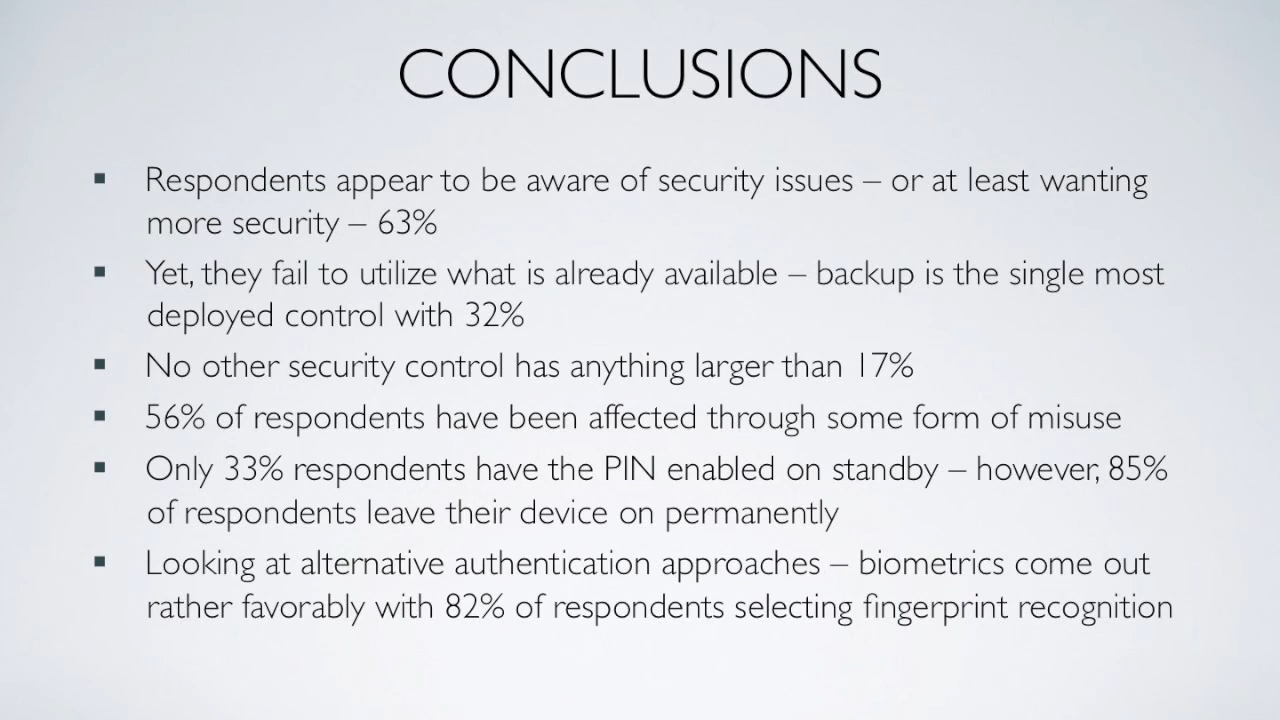 CONCLUSIONS
▪ Respondents appear to be aware of security issues – or at least wanting
more security – 63%
▪ Yet, they fail to utilize what is already available – backup is the single most
deployed control with 32%
▪ No other security control has anything larger than 17%
▪ 56% of respondents have been affected through some form of misuse
▪ Only 33% respondents have the PIN enabled on standby – however, 85%
of respondents leave their device on permanently
▪ Looking at alternative authentication approaches – biometrics come out
rather favorably with 82% of respondents selecting fingerprint recognition